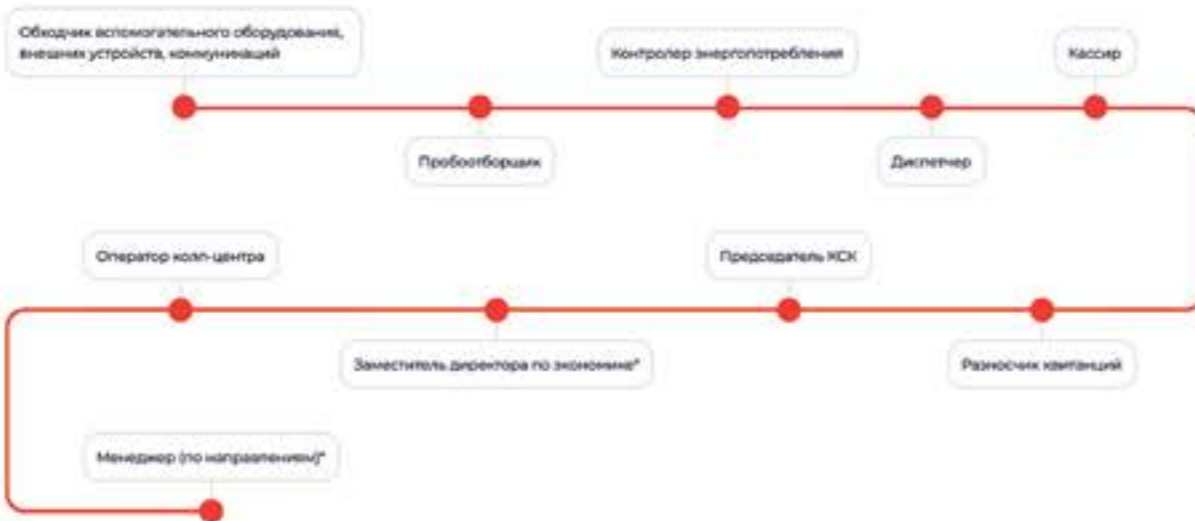 Обходчик вспомогательного оборудования,
внешних устройств, коммуникаций
Контролер энергопотребления
Кассир
Пробоотборщик
Диспетчер
Оператор колл-центра
Председатель КСК
Заместитель директора по экономике*
Разносчик квитанций
Менеджер (по направлениям)*